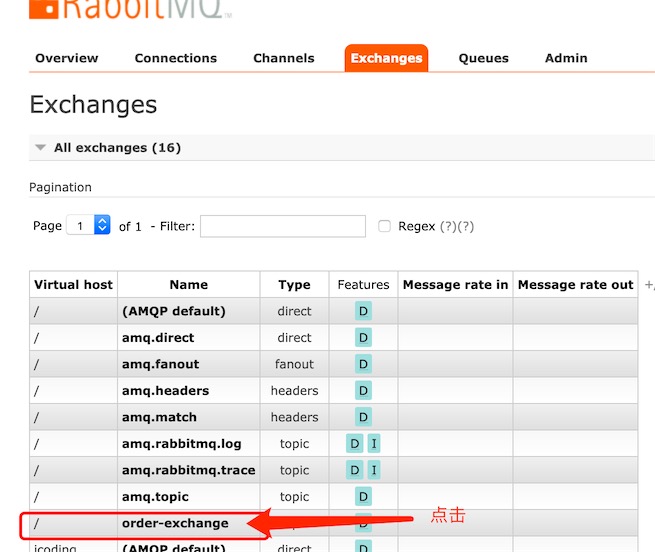 RabbitMQ™
Overview Connections Channels Exchanges Queues Admin
Exchanges
All exchanges (16)
Pagination
Page 1 of 1 - Filter: Regex (?)(?)
Virtual host Name Type Features Message rate in Message rate out +/
/ (AMQP default) direct D
/ amq.direct direct D
/ amq.fanout fanout D
/ amq.headers headers D
/ amq.match headers D
/ amq.rabbitmq.log topic D I
/ amq.rabbitmq.trace topic D I
/ amq.topic topic D
/ order-exchange D 点击
icoding (AMQP default) direct D